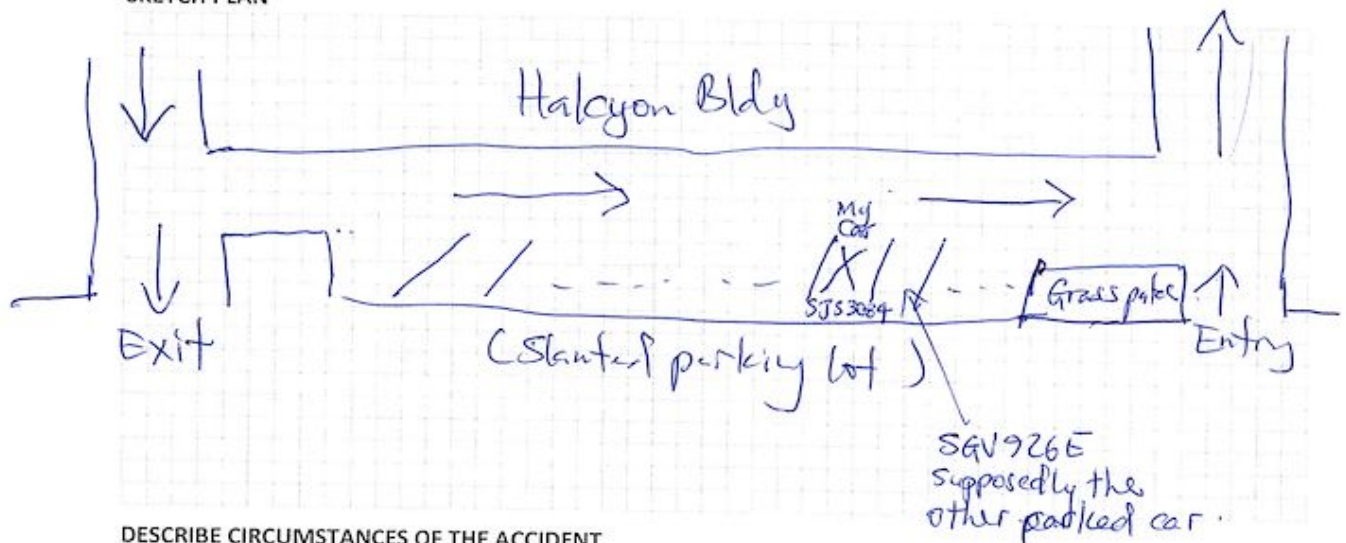 SKETCH PLAN
Halcyon Bldg
My
Car
X
SJS3084
Grass patch
Exit
(Slanted parking lot)
Entry
SGV926E
supposedly the
other parked car.
DESCRIBE CIRCUMSTANCES OF THE ACCIDENT